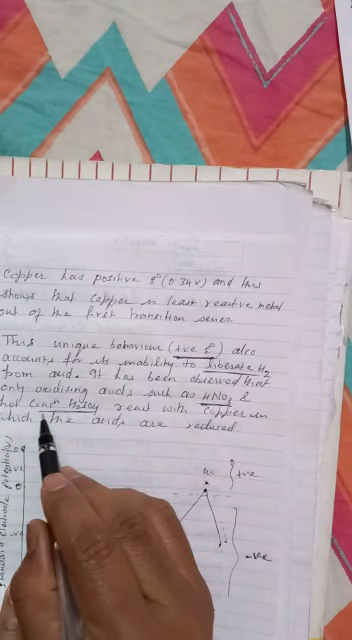 Copper has positive E° (0.34V) and this
shows that copper is least reactive metal
out of the first transition series.
This unique behaviour (+ve E°) also
accounts for its inability to liberate H2
from acid. It has been observed that
only oxidising acids such as HNO3 &
hot conc. H2SO4 react with copper in
which the acids are reduced
Standard electrode potential (V)
Cu
+ve
-ve